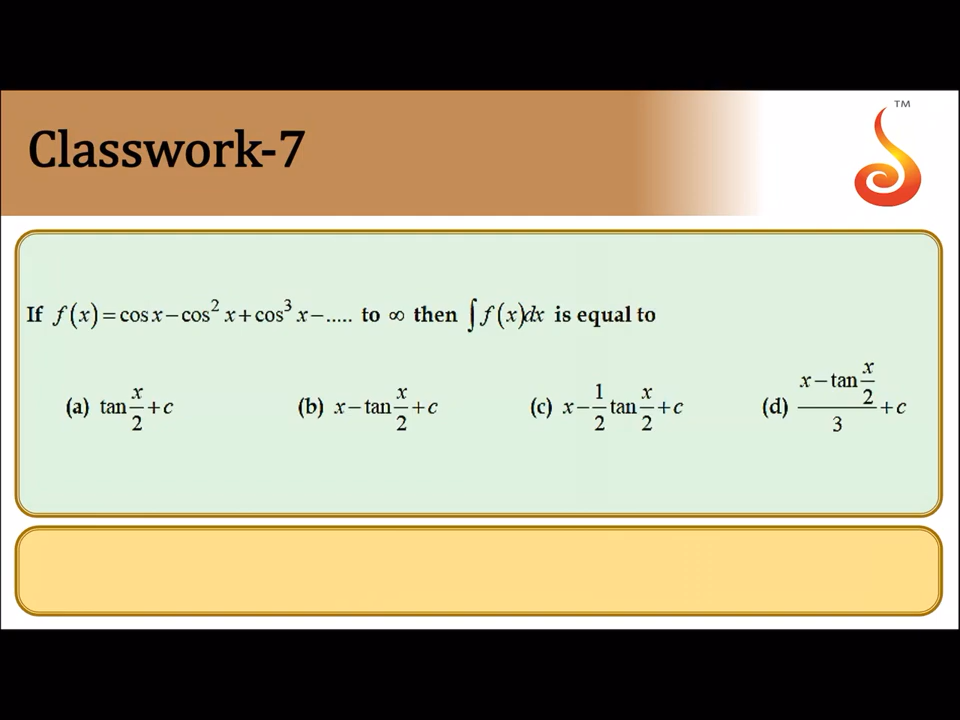 TM
Classwork-7
If f(x) = cos x − cos² x + cos³ x − ..... to ∞ then ∫ f(x)dx is equal to
(a) tan x/2 + c (b) x − tan x/2 + c (c) x − 1/2 tan x/2 + c (d) (x − tan x/2)/3 + c